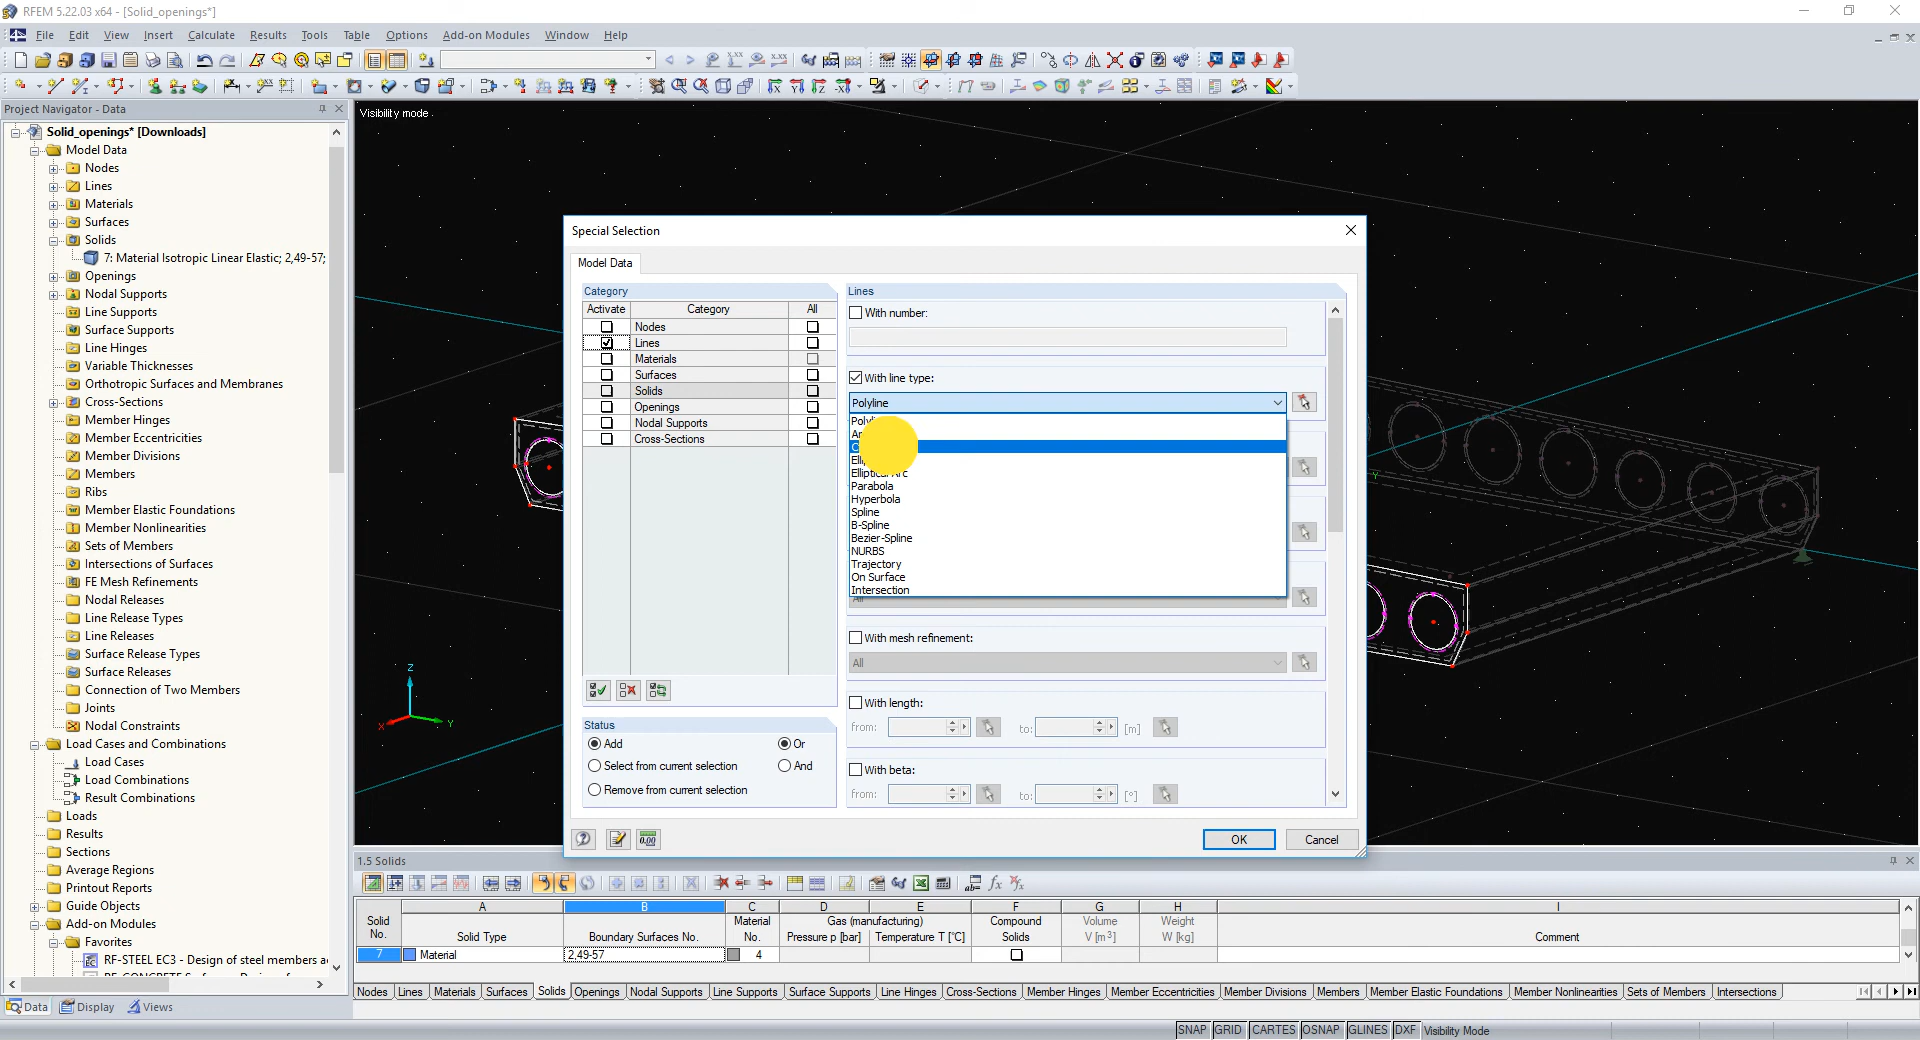 RFEM 5.22.03 x64 - [Solid_openings*]
File Edit View Insert Calculate Results Tools Table Options Add-on Modules Window Help
Project Navigator - Data
Solid_openings* [Downloads]
Model Data
Nodes
Lines
Materials
Surfaces
Solids
7: Material Isotropic Linear Elastic; 2,49-57;
Openings
Nodal Supports
Line Supports
Surface Supports
Line Hinges
Variable Thicknesses
Orthotropic Surfaces and Membranes
Cross-Sections
Member Hinges
Member Eccentricities
Member Divisions
Members
Ribs
Member Elastic Foundations
Member Nonlinearities
Sets of Members
Intersections of Surfaces
FE Mesh Refinements
Nodal Releases
Line Release Types
Line Releases
Surface Release Types
Surface Releases
Connection of Two Members
Joints
Nodal Constraints
Load Cases and Combinations
Load Cases
Load Combinations
Result Combinations
Loads
Results
Sections
Average Regions
Printout Reports
Guide Objects
Add-on Modules
Favorites
RF-STEEL EC3 - Design of steel members a
Data Display Views
Visibility mode
Z
X
Y
Y
Special Selection
Model Data
Category
Activate Category All
Nodes
Lines
Materials
Surfaces
Solids
Openings
Nodal Supports
Cross-Sections
Status
Add Or
Select from current selection And
Remove from current selection
Lines
With number:
With line type:
Polyline
Elliptical Arc
Parabola
Hyperbola
Spline
B-Spline
Bezier-Spline
NURBS
Trajectory
On Surface
Intersection
With mesh refinement:
All
With length:
from: to: [m]
With beta:
from: to: [°]
0.00
OK Cancel
1.5 Solids
A B C D E F G H I
Solid Material Gas (manufacturing) Compound Volume Weight
No. Solid Type Boundary Surfaces No. No. Pressure p [bar] Temperature T [°C] Solids V [m³] W [kg] Comment
7 Material 2,49-57 4
Nodes Lines Materials Surfaces Solids Openings Nodal Supports Line Supports Surface Supports Line Hinges Cross-Sections Member Hinges Member Eccentricities Member Divisions Members Member Elastic Foundations Member Nonlinearities Sets of Members Intersections
SNAP GRID CARTES OSNAP GLINES DXF Visibility Mode